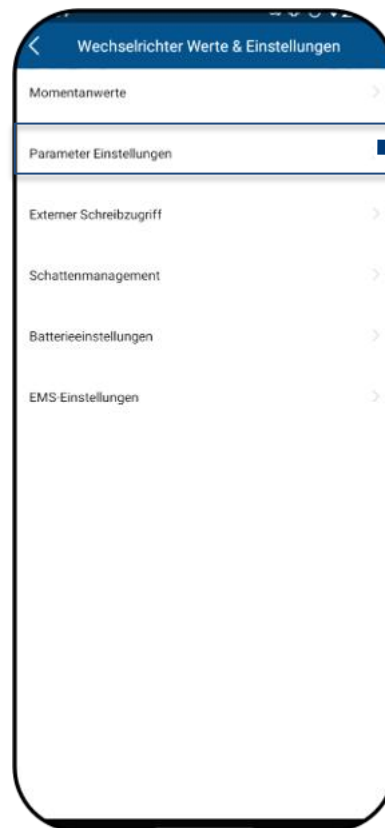 Wechselrichter Werte & Einstellungen
Momentanwerte
Parameter Einstellungen
Externer Schreibzugriff
Schattenmanagement
Batterieeinstellungen
EMS-Einstellungen